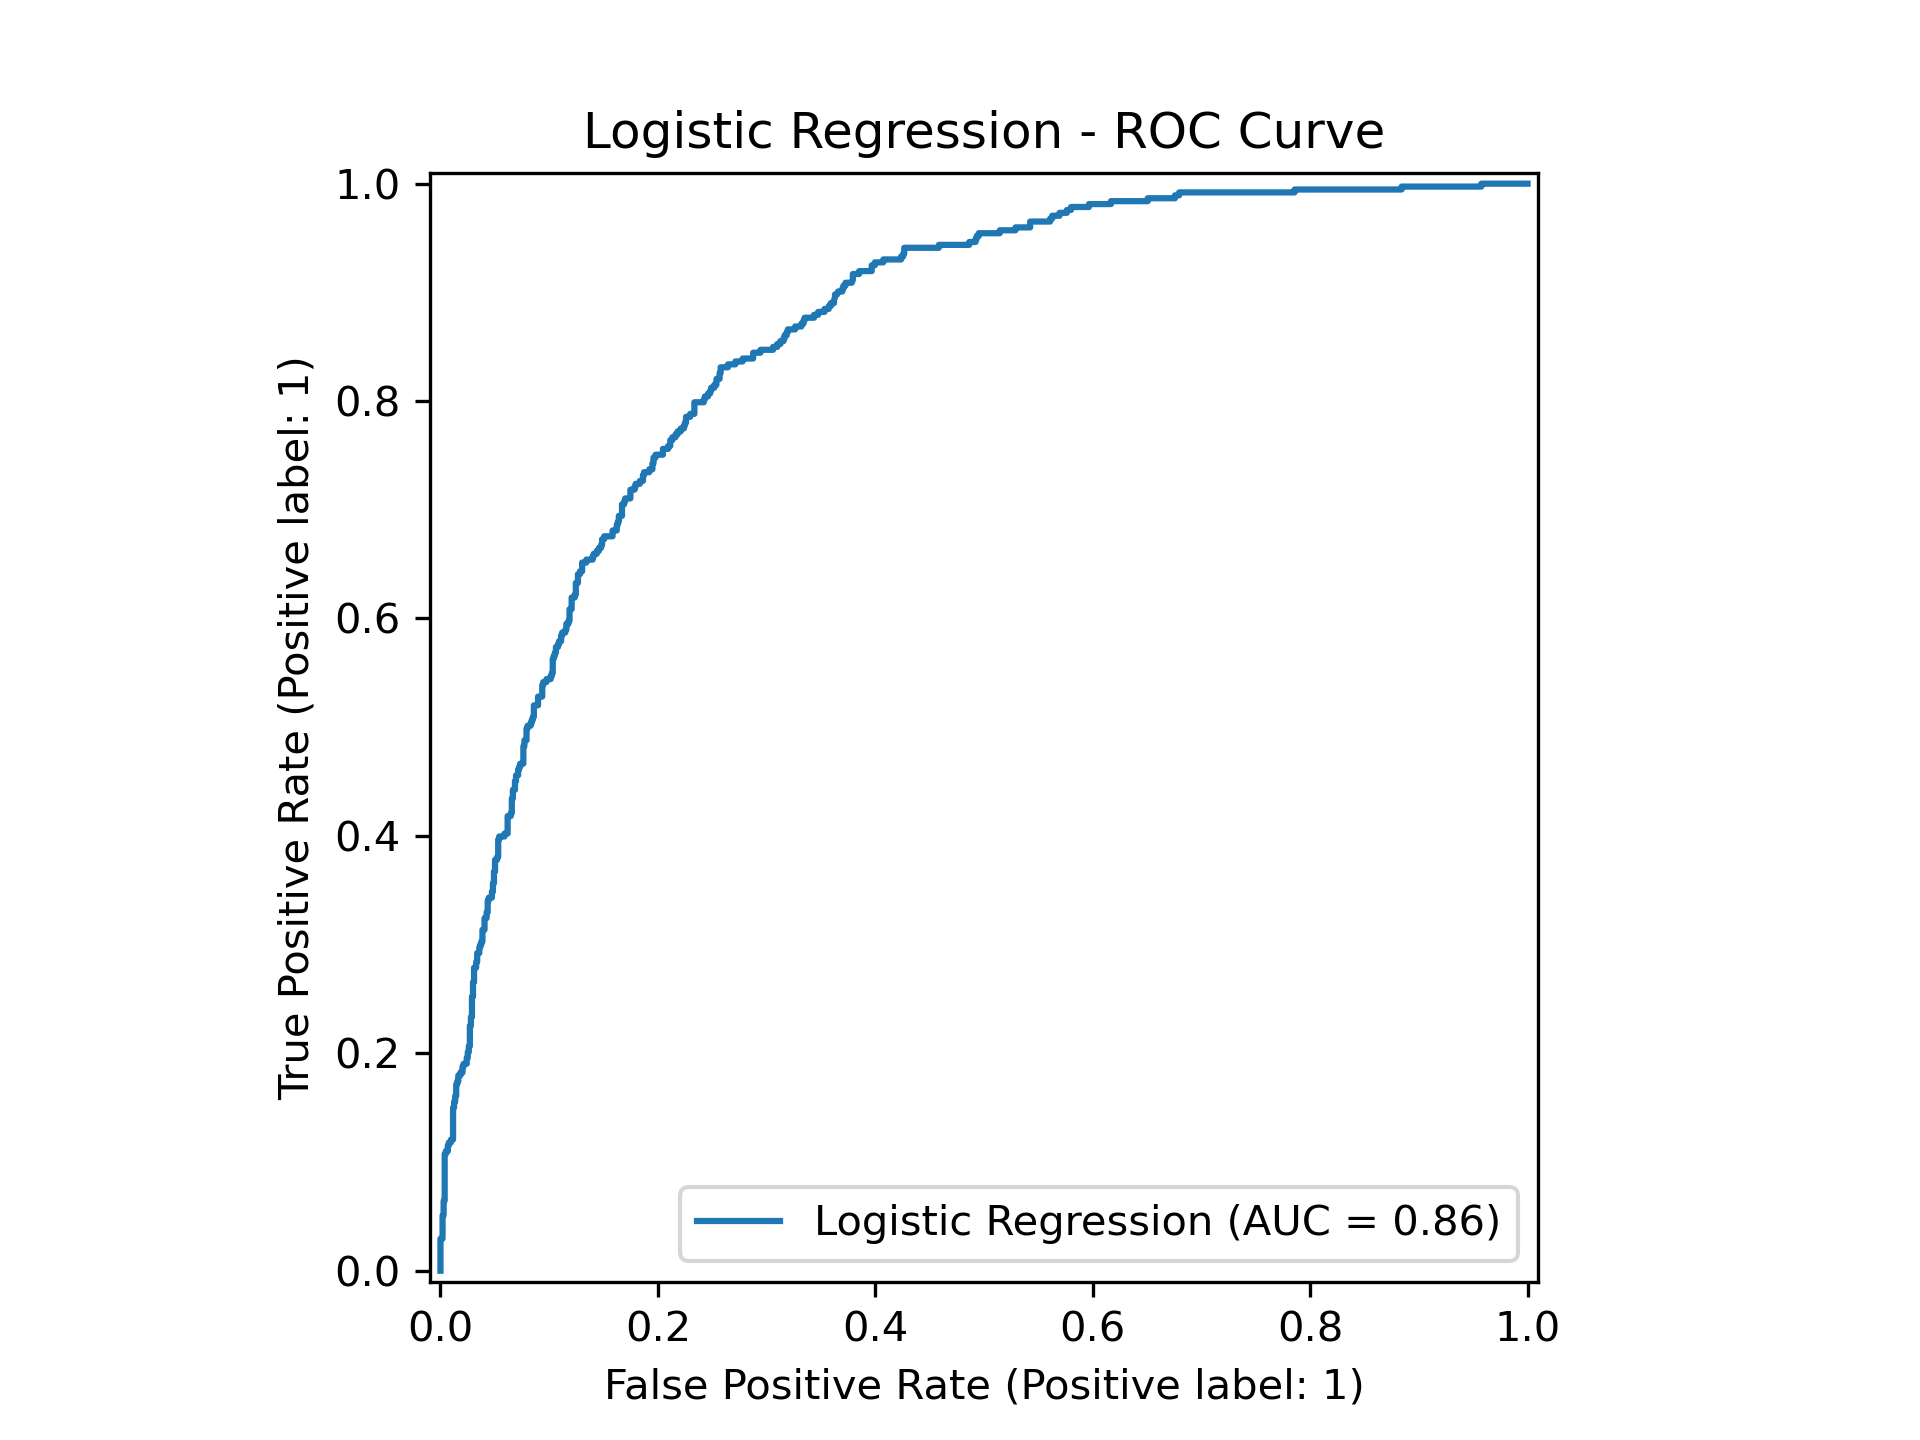 Logistic Regression - ROC Curve
True Positive Rate (Positive label: 1)
1.0
0.8
0.6
0.4
0.2
0.0
Logistic Regression (AUC = 0.86)
0.0 0.2 0.4 0.6 0.8 1.0
False Positive Rate (Positive label: 1)